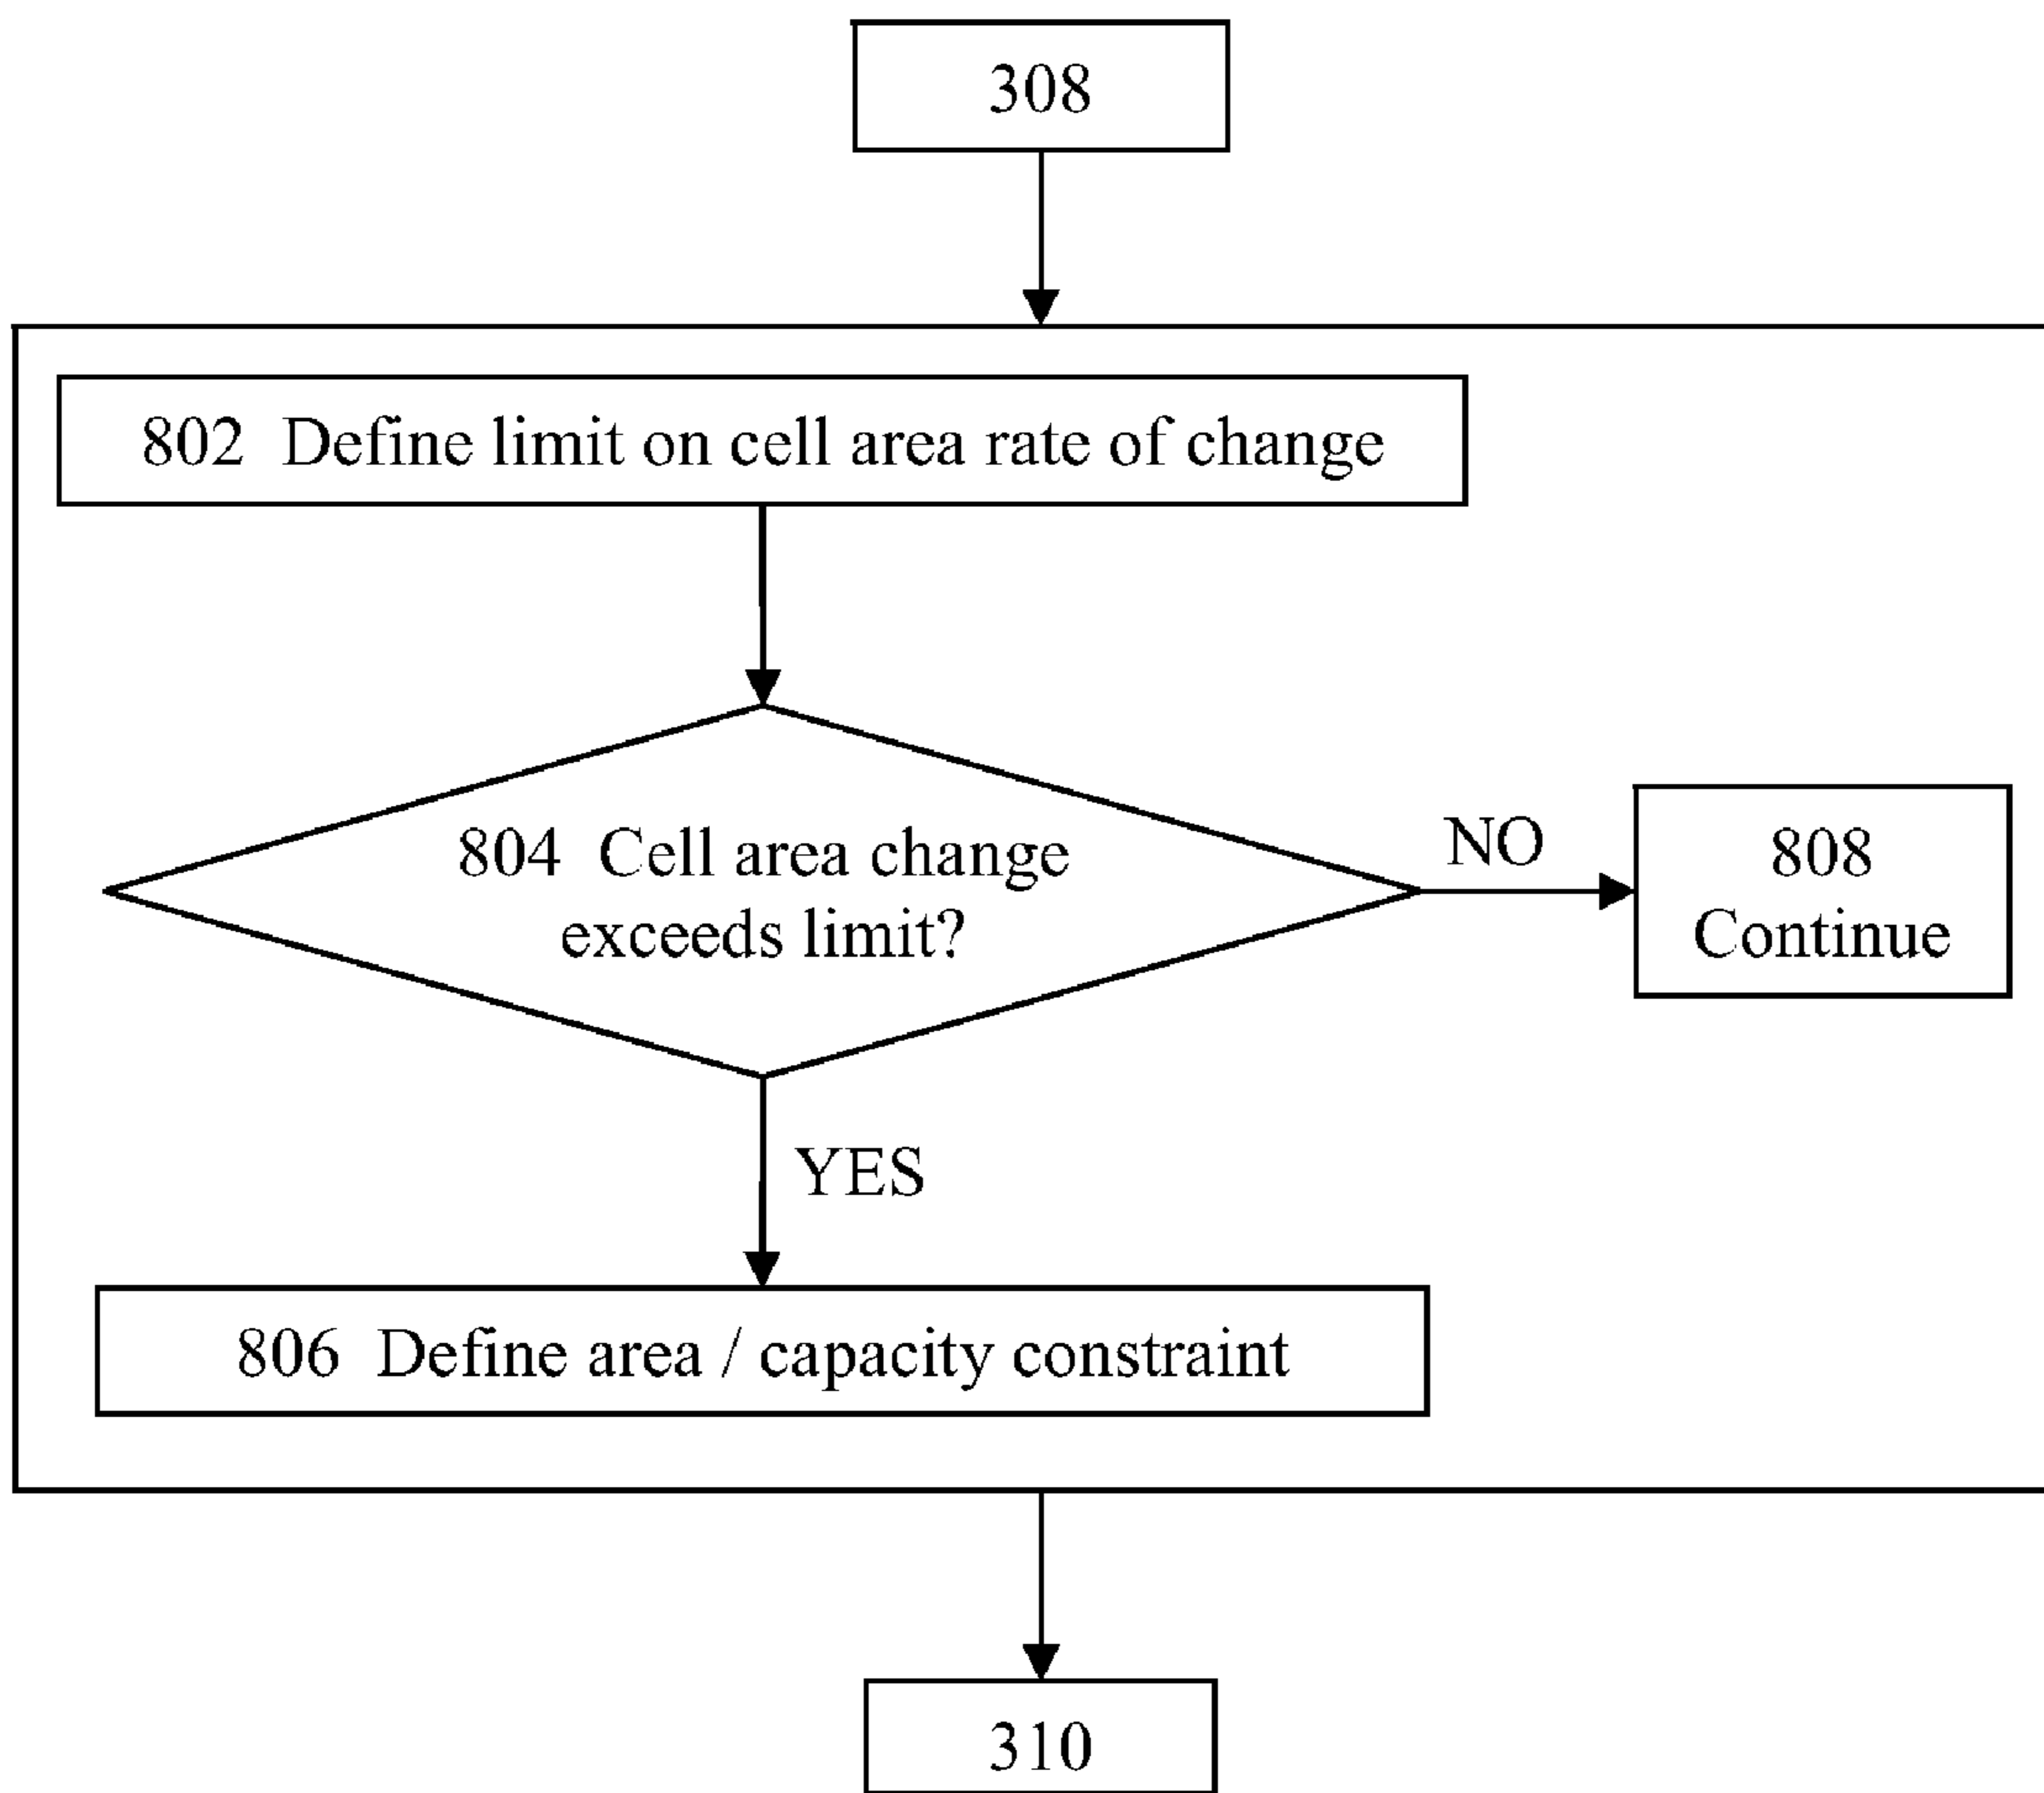 308
802 Define limit on cell area rate of change
804 Cell area change
exceeds limit?
NO
808
Continue
YES
806 Define area / capacity constraint
310